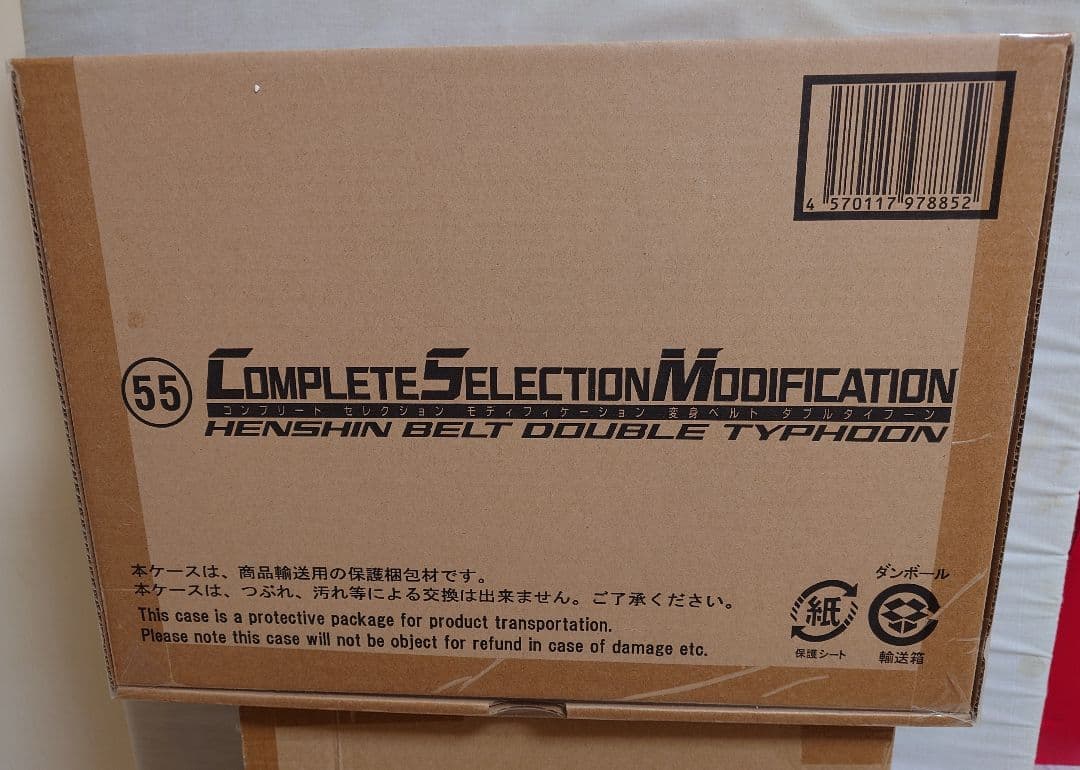 4 570117 978852
55
COMPLETE SELECTION MODIFICATION
コンプリート セレクション モディフィケーション 変身ベルト ダブルタイフーン
HENSHIN BELT DOUBLE TYPHOON
本ケースは、商品輸送用の保護梱包材です。
本ケースは、つぶれ、汚れ等による交換は出来ません。ご了承ください。
This case is a protective package for product transportation.
Please note this case will not be object for refund in case of damage etc.
紙
保護シート
ダンボール
輸送箱